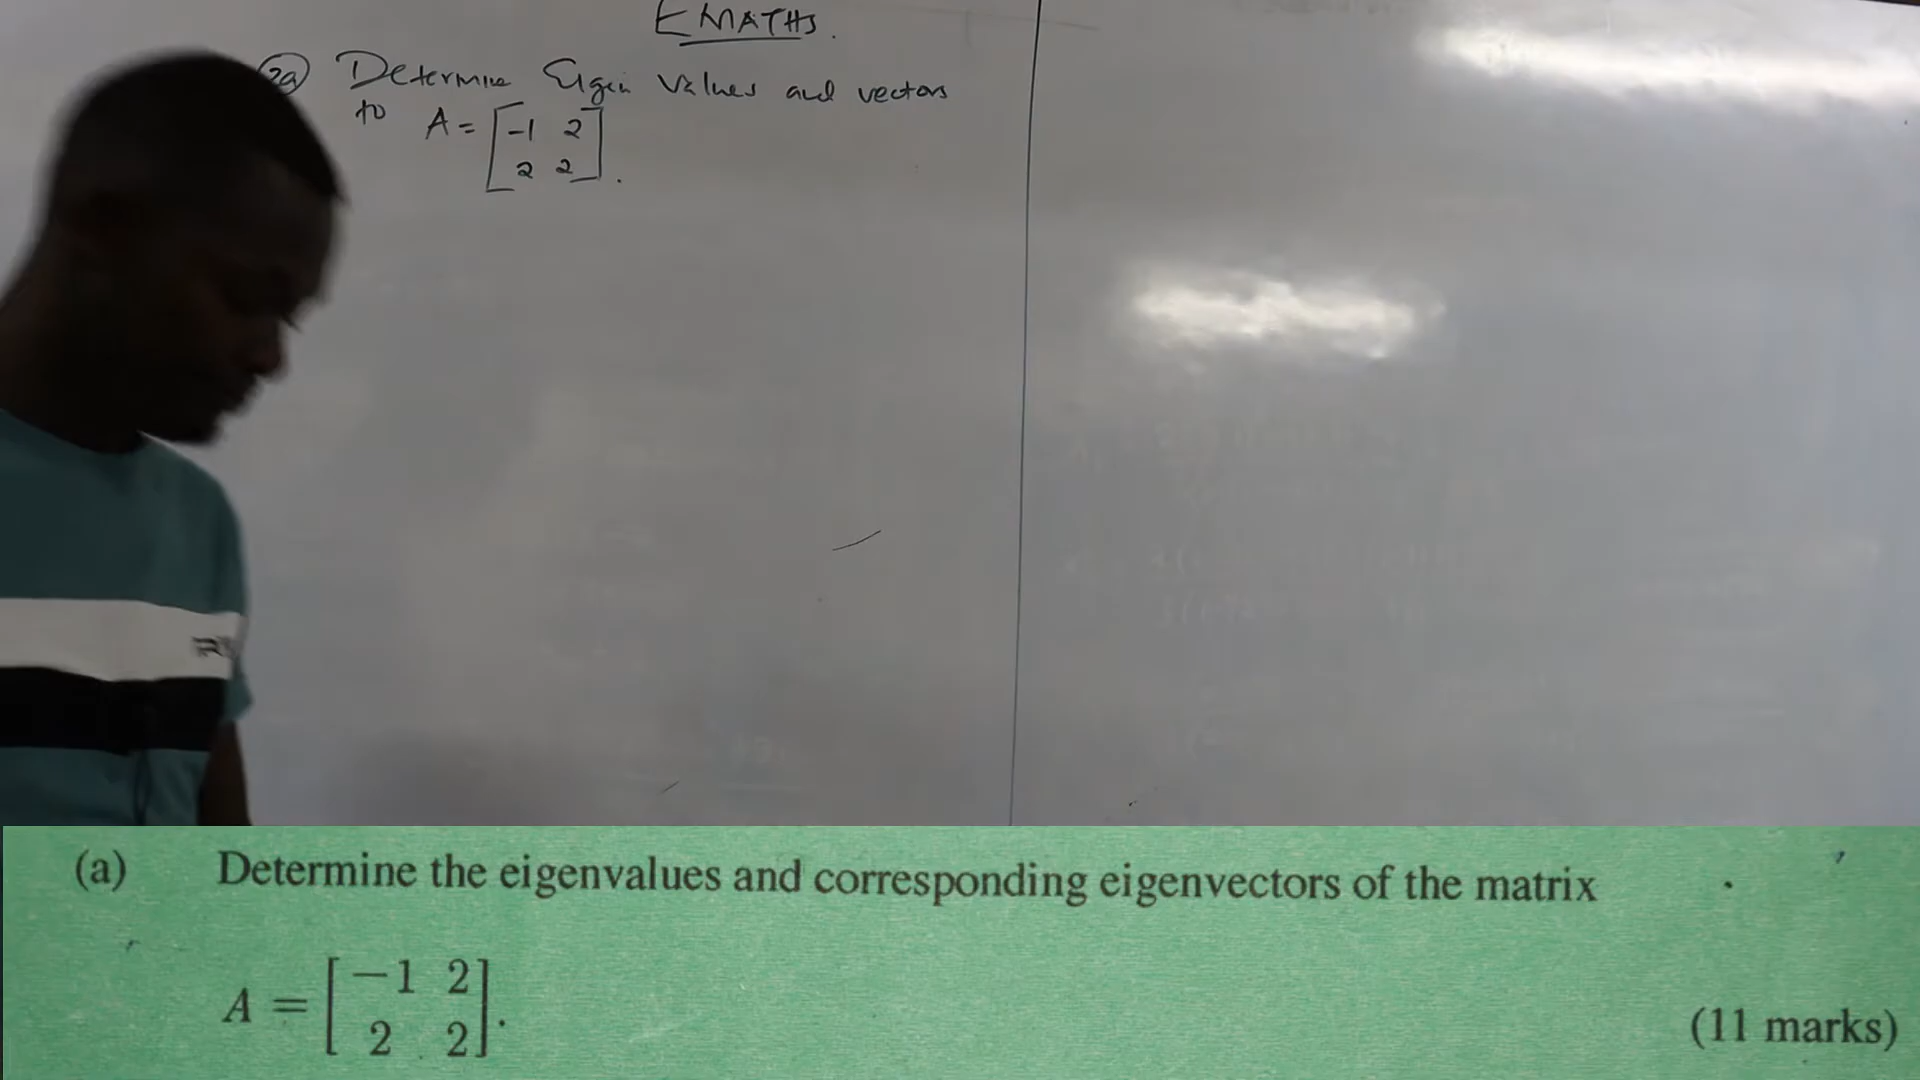 EMATHS.
2a) Determine Eigen Values and vectors
to A = [-1 2
2 2].
(a) Determine the eigenvalues and corresponding eigenvectors of the matrix
A = [-1 2
2 2].
(11 marks)